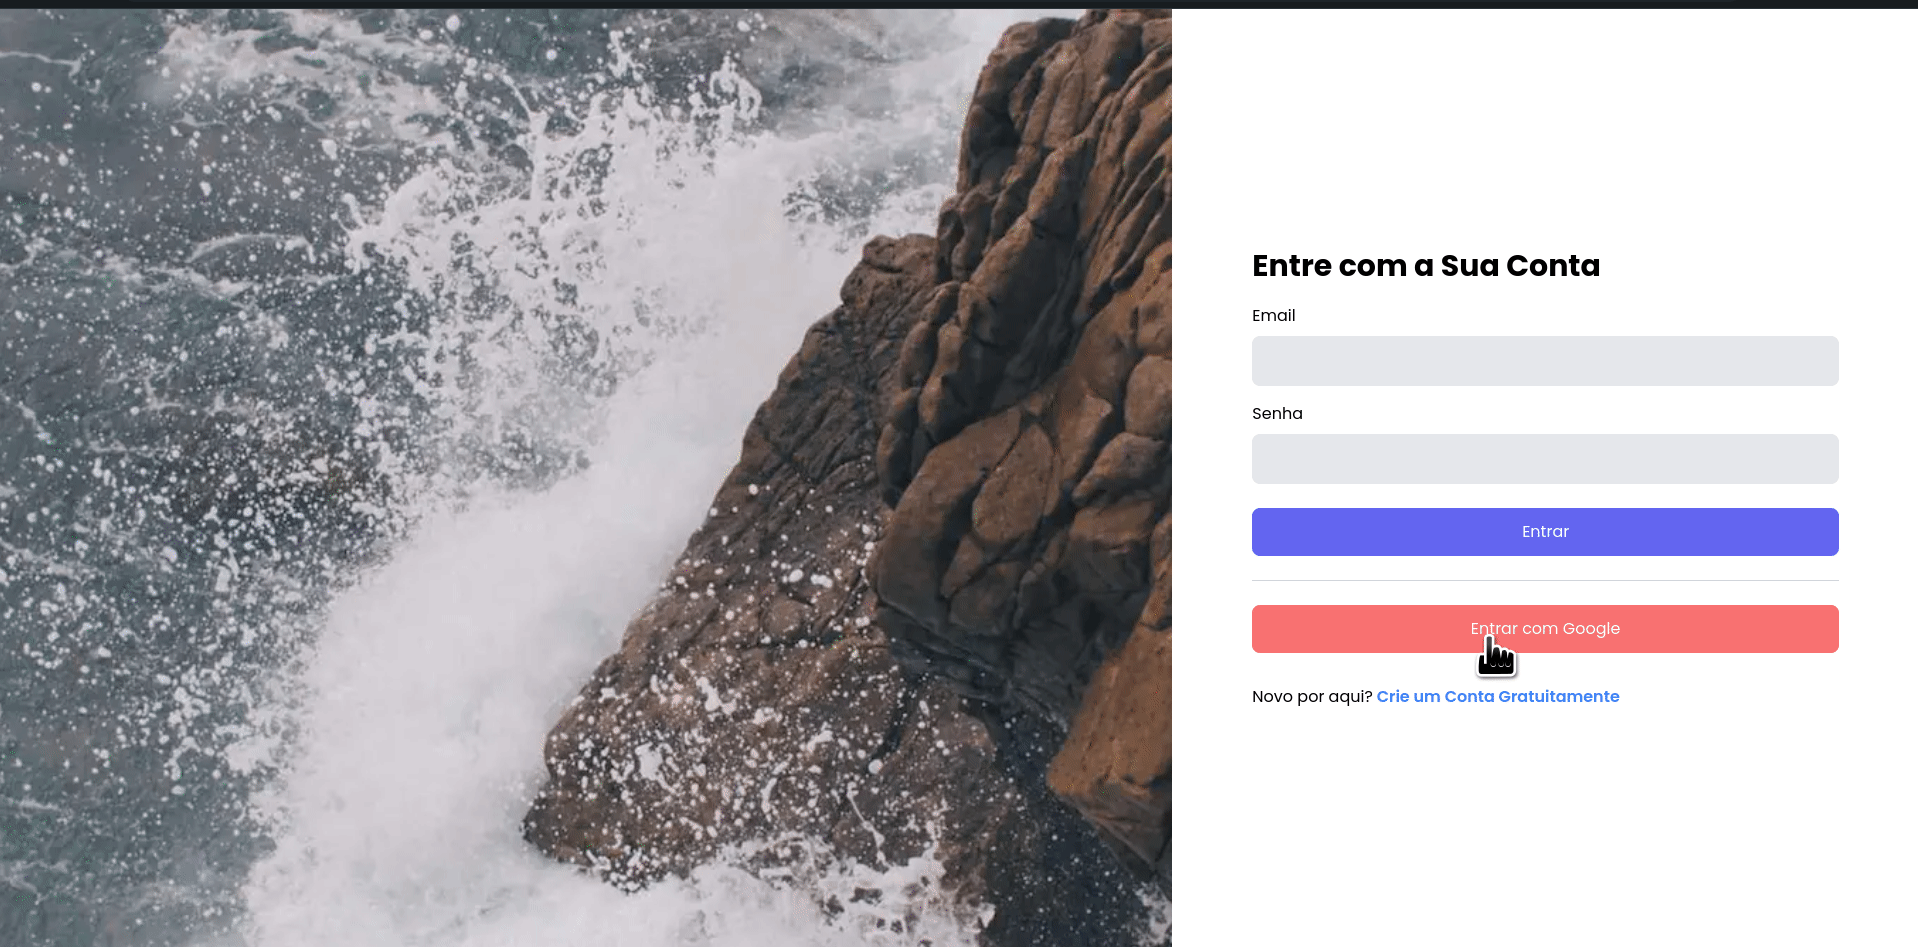 Entre com a Sua Conta
Email
Senha
Entrar
Entrar com Google
Novo por aqui? Crie um Conta Gratuitamente